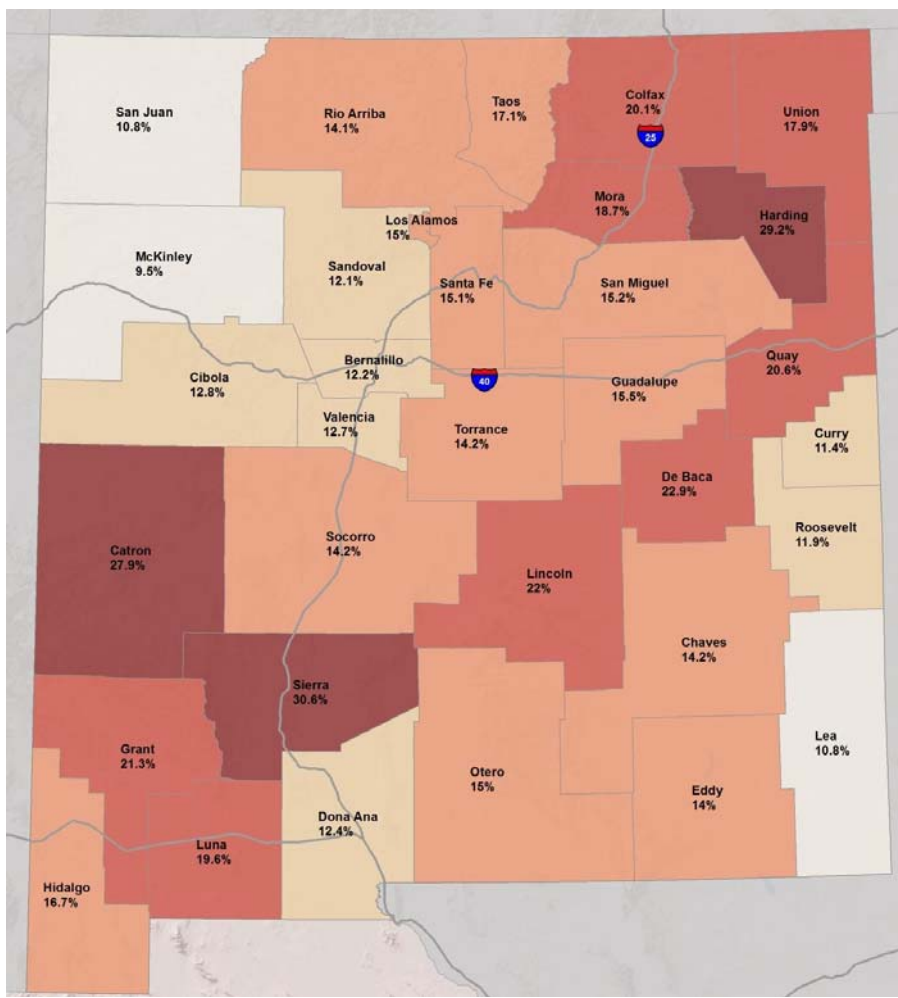 San Juan
10.8%
Rio Arriba
14.1%
Taos
17.1%
Colfax
20.1%
Union
17.9%
25
Mora
18.7%
Harding
29.2%
Los Alamos
15%
McKinley
9.5%
Sandoval
12.1%
Santa Fe
15.1%
San Miguel
15.2%
Bernalillo
12.2%
Quay
20.6%
Cibola
12.8%
40
Guadalupe
15.5%
Valencia
12.7%
Torrance
14.2%
Curry
11.4%
De Baca
22.9%
Roosevelt
11.9%
Catron
27.9%
Socorro
14.2%
Lincoln
22%
Chaves
14.2%
Sierra
30.6%
Grant
21.3%
Otero
15%
Lea
10.8%
Eddy
14%
Dona Ana
12.4%
Luna
19.6%
Hidalgo
16.7%